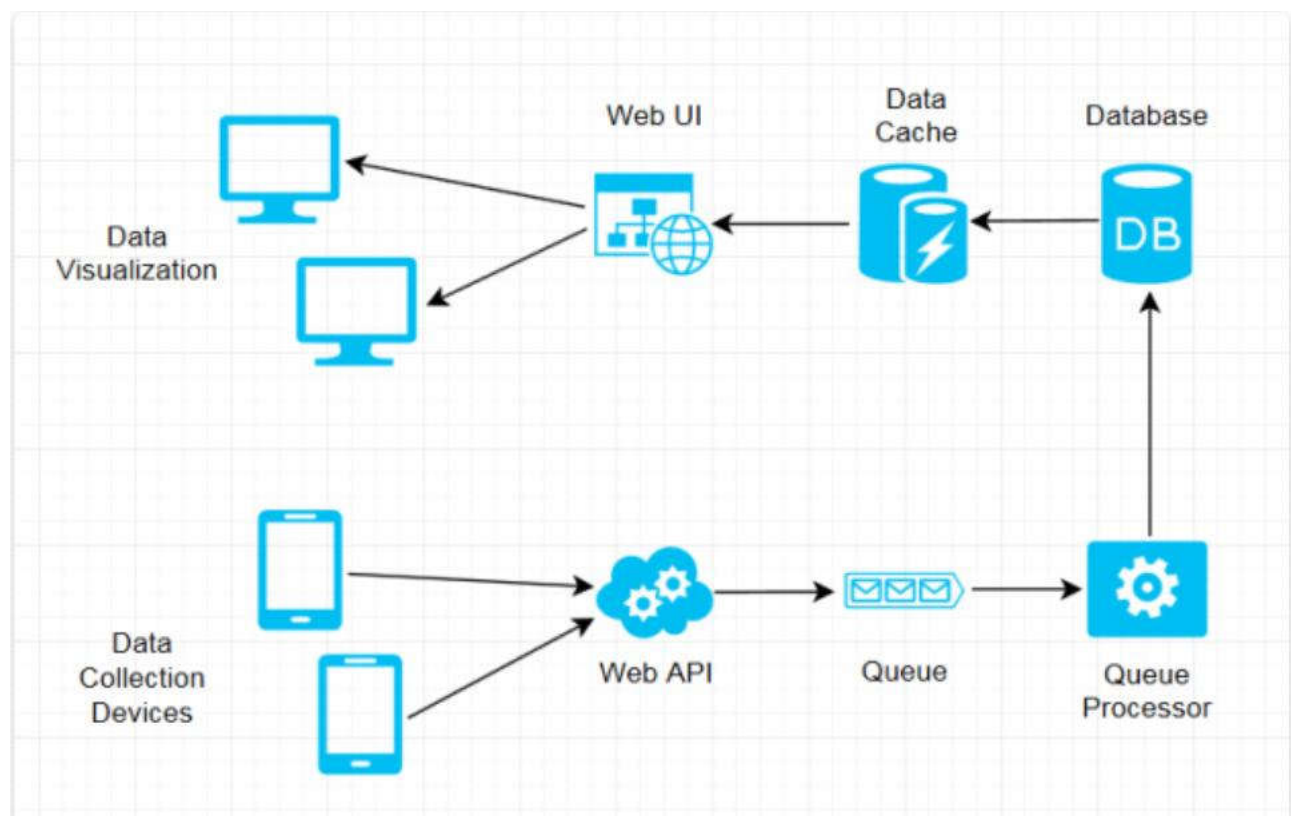 Web UI
Data
Cache
Database
Data
Visualization
DB
Data
Collection
Devices
Web API
Queue
Queue
Processor